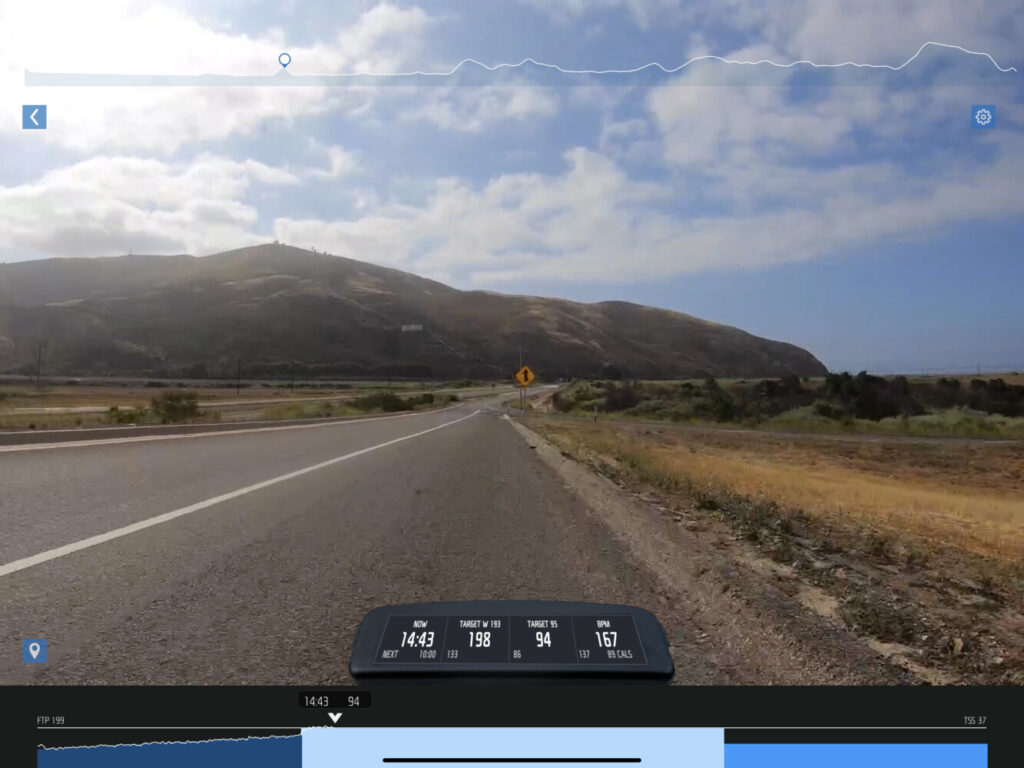 NOW TARGET W 193 TARGET 95 BPM
14:43 198 94 167
NEXT 10:00 133 86 137 89 CALS
14:43 94
FTP 199 TSS 37